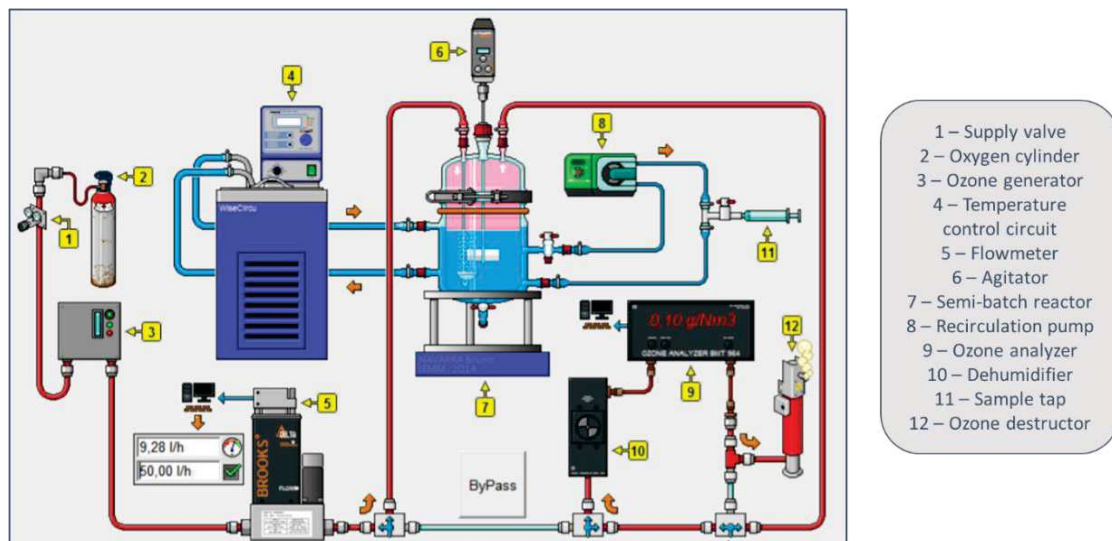 6
4
8
2
WiseCircu
1
11
0,10 g/Nm3
12
OZONE ANALYZER BMT 964
3
5
7
9
9,28 l/h
50,00 l/h
BROOKS®
DELTA
10
ByPass
1 – Supply valve
2 – Oxygen cylinder
3 – Ozone generator
4 – Temperature
control circuit
5 – Flowmeter
6 – Agitator
7 – Semi-batch reactor
8 – Recirculation pump
9 – Ozone analyzer
10 – Dehumidifier
11 – Sample tap
12 – Ozone destructor